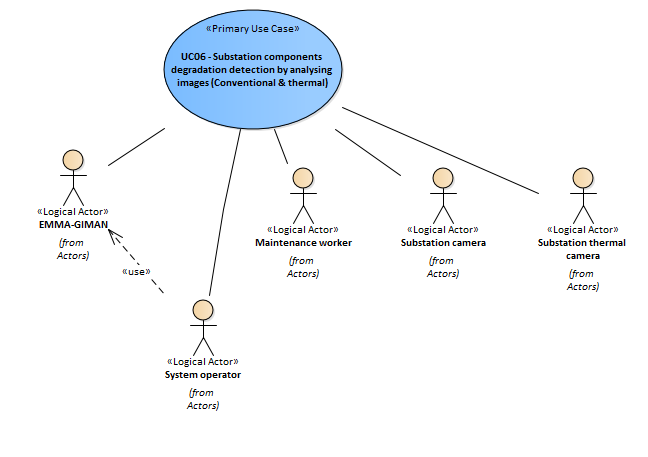 «Primary Use Case»
UC06 - Substation components
degradation detection by analysing
images (Conventional & thermal)
«Logical Actor»
EMMA-GIMAN
(from
Actors)
«Logical Actor»
Maintenance worker
(from
Actors)
«Logical Actor»
Substation camera
(from
Actors)
«Logical Actor»
Substation thermal
camera
(from
Actors)
«use»
«Logical Actor»
System operator
(from
Actors)